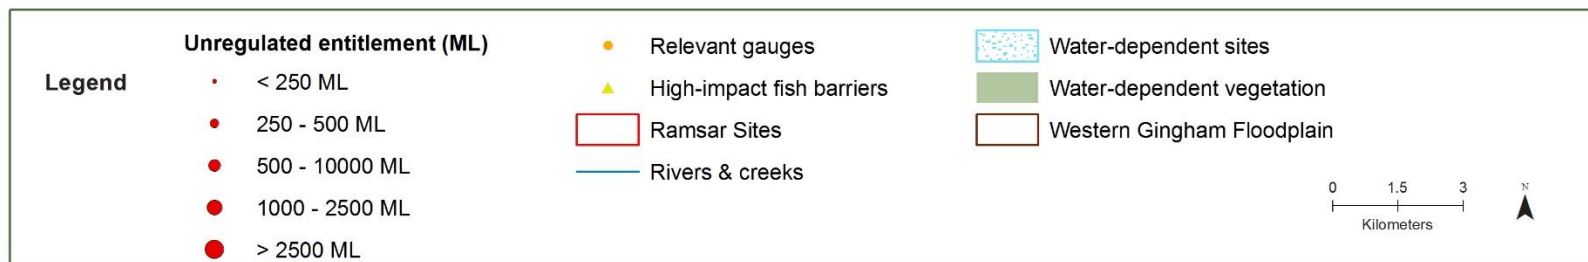 Legend
Unregulated entitlement (ML)
< 250 ML
250 - 500 ML
500 - 10000 ML
1000 - 2500 ML
> 2500 ML
Relevant gauges
High-impact fish barriers
Ramsar Sites
Rivers & creeks
Water-dependent sites
Water-dependent vegetation
Western Gingham Floodplain
0 1.5 3
Kilometers
N